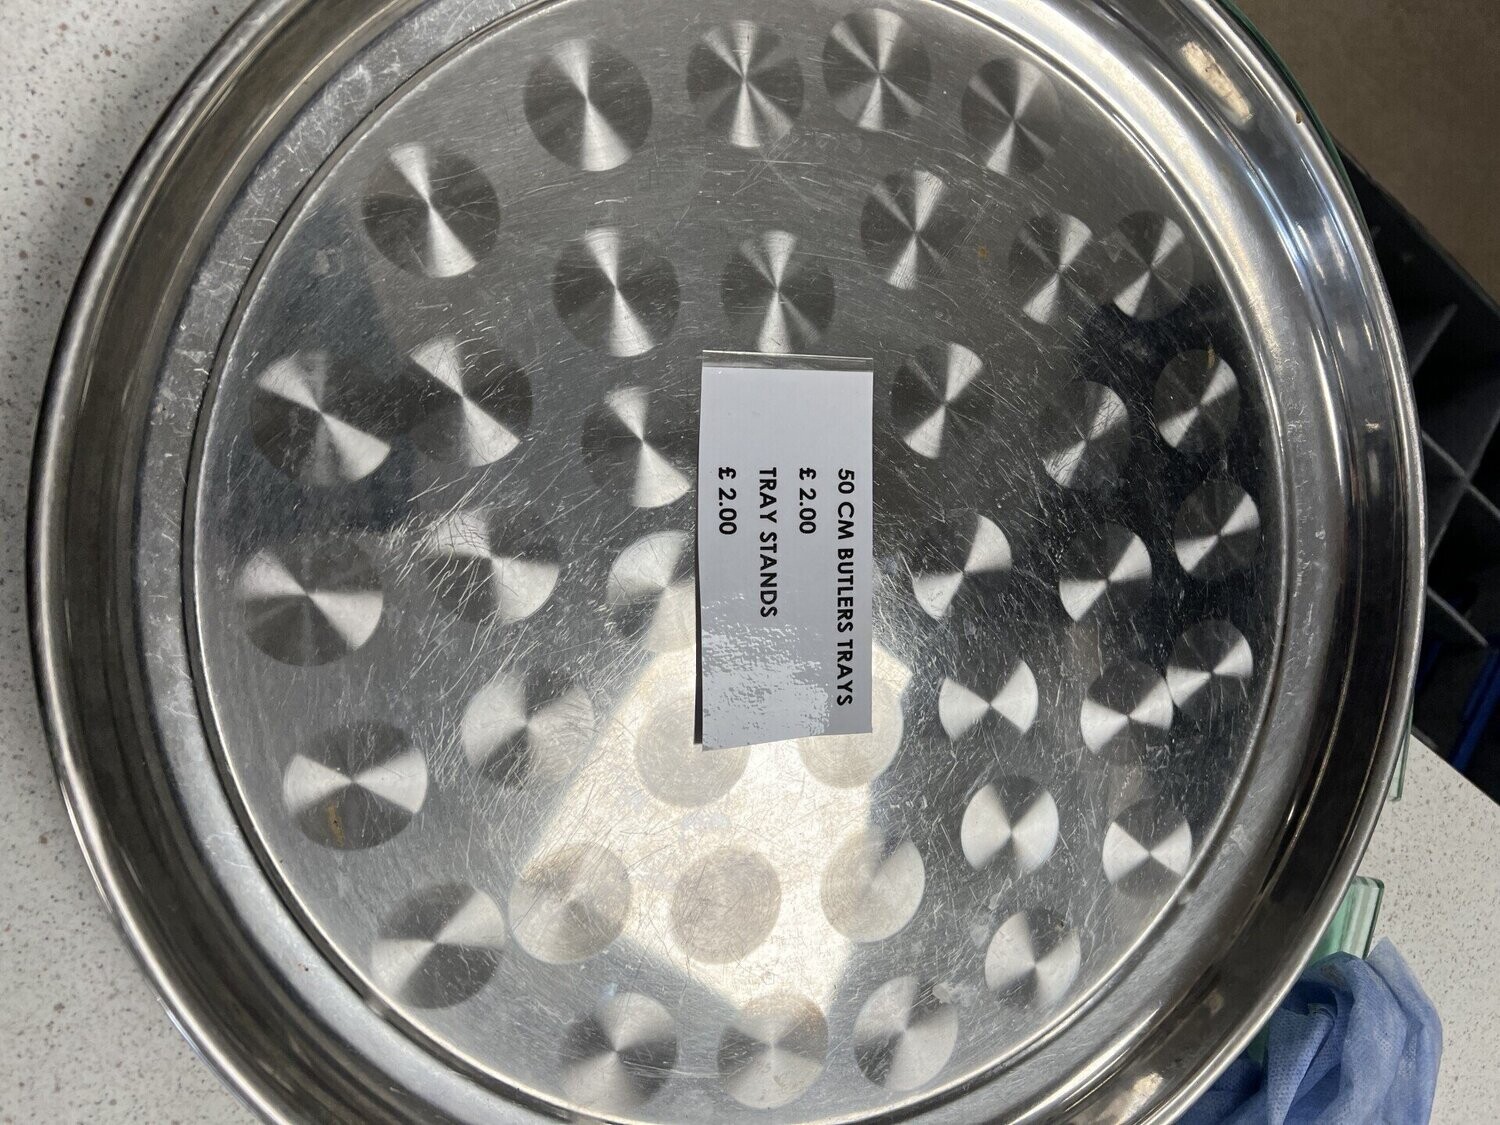 50 CM BUTLERS TRAYS
£ 2.00
TRAY STANDS
£ 2.00